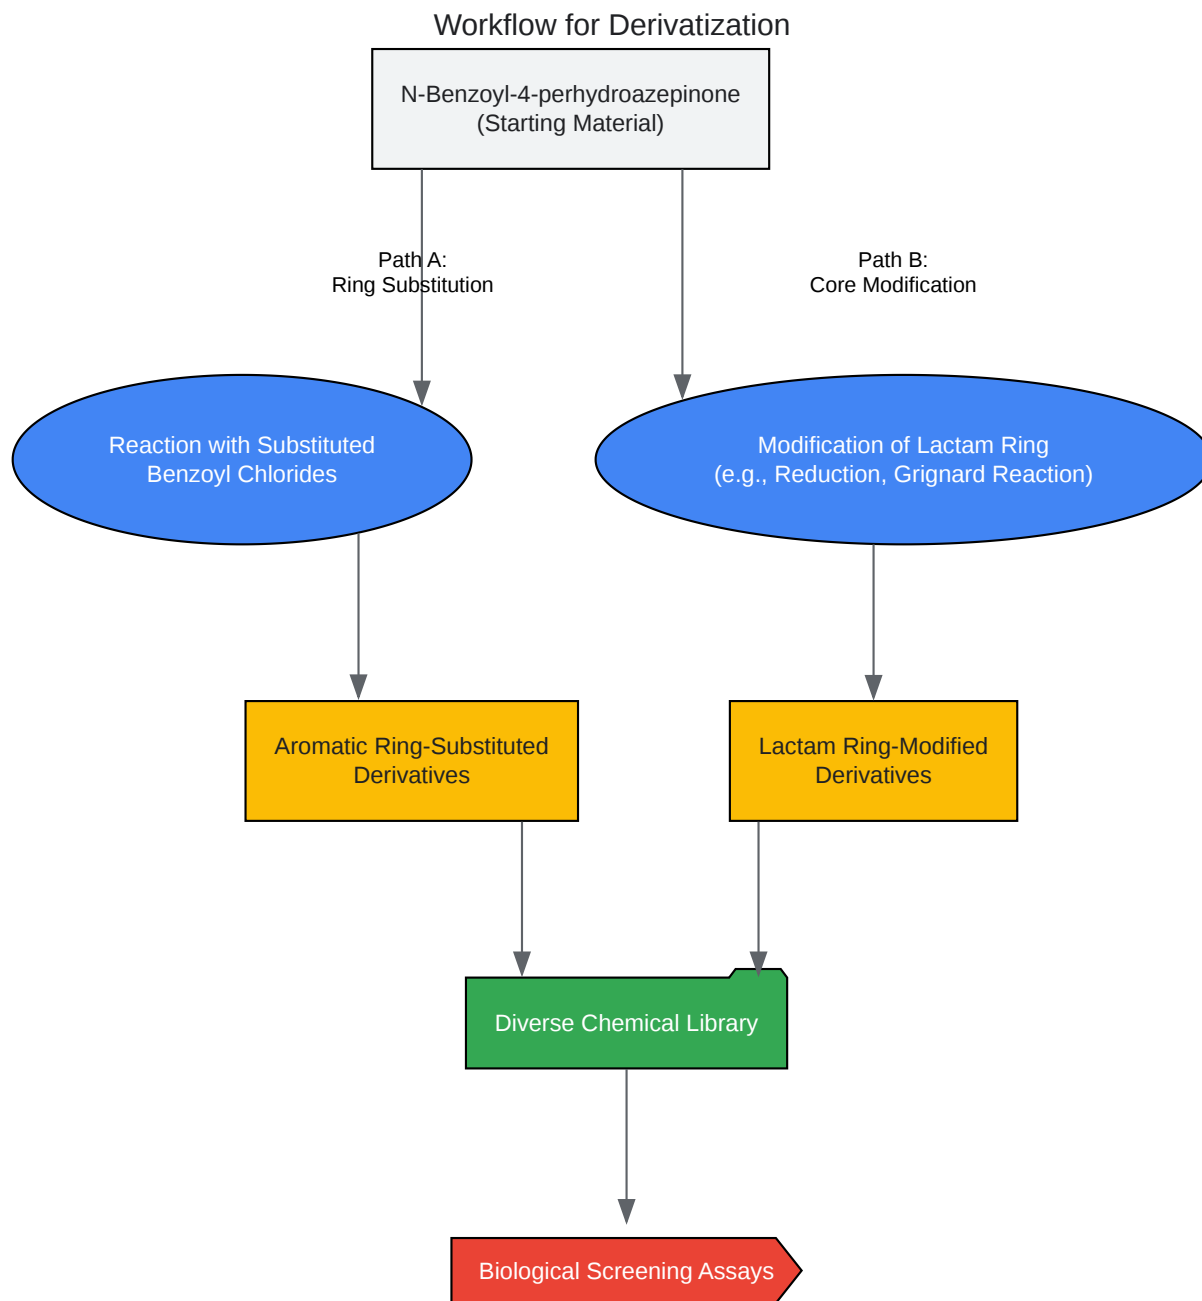 Workflow for Derivatization
N-Benzoyl-4-perhydroazepinone
(Starting Material)
Path A:
Ring Substitution
Path B:
Core Modification
Reaction with Substituted
Benzoyl Chlorides
Modification of Lactam Ring
(e.g., Reduction, Grignard Reaction)
Aromatic Ring-Substituted
Derivatives
Lactam Ring-Modified
Derivatives
Diverse Chemical Library
Biological Screening Assays